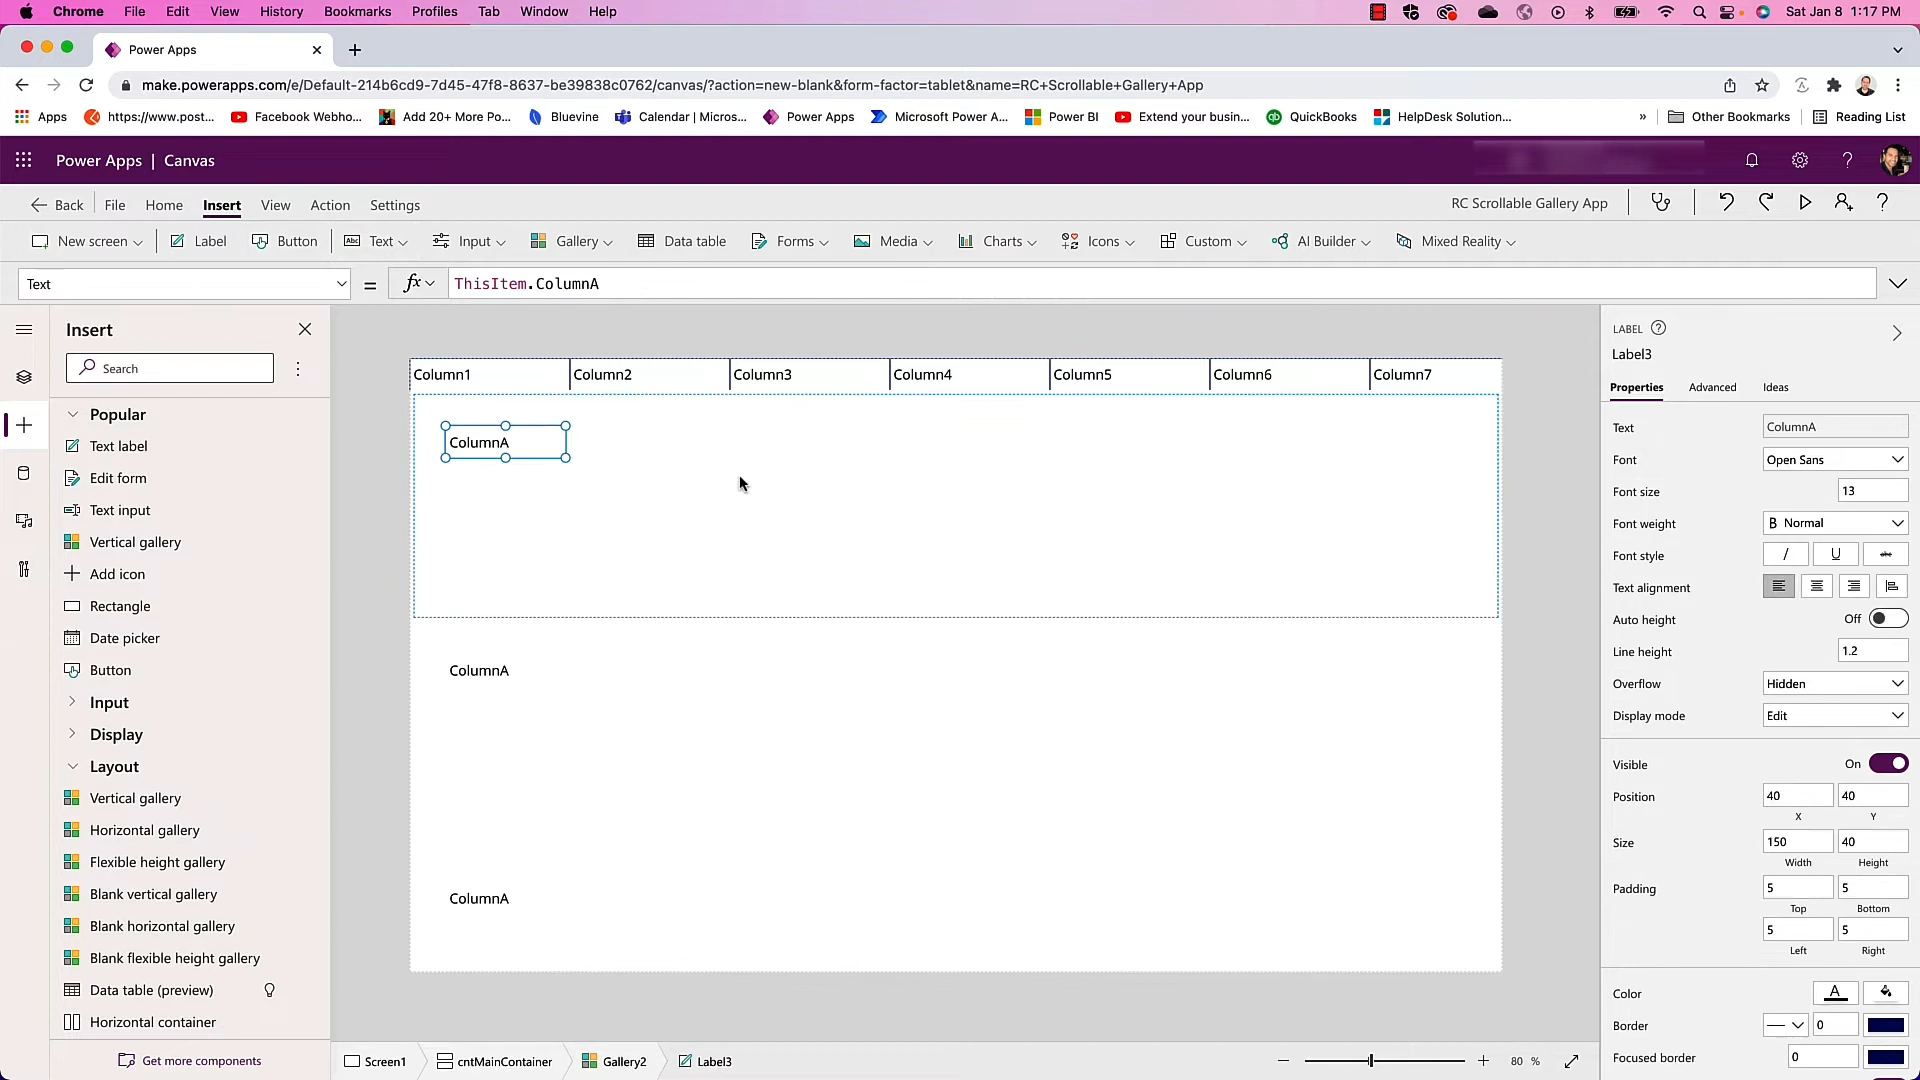 Chrome File Edit View History Bookmarks Profiles Tab Window Help Sat Jan 8 1:17 PM
Power Apps
make.powerapps.com/e/Default-214b6cd9-7d45-47f8-8637-be39838c0762/canvas/?action=new-blank&form-factor=tablet&name=RC+Scrollable+Gallery+App
Apps https://www.post... Facebook Webho... Add 20+ More Po... Bluevine Calendar | Micros... Power Apps Microsoft Power A... Power BI Extend your busin... QuickBooks HelpDesk Solution... » Other Bookmarks Reading List
Power Apps | Canvas
Back File Home Insert View Action Settings RC Scrollable Gallery App
New screen Label Button Text Input Gallery Data table Forms Media Charts Icons Custom AI Builder Mixed Reality
Text = fx ThisItem.ColumnA
Insert
Search
Popular
Text label
Edit form
Text input
Vertical gallery
Add icon
Rectangle
Date picker
Button
Input
Display
Layout
Vertical gallery
Horizontal gallery
Flexible height gallery
Blank vertical gallery
Blank horizontal gallery
Blank flexible height gallery
Data table (preview)
Horizontal container
Get more components
Column1 Column2 Column3 Column4 Column5 Column6 Column7
ColumnA
ColumnA
ColumnA
Screen1 cntMainContainer Gallery2 Label3 80 %
LABEL
Label3
Properties Advanced Ideas
Text ColumnA
Font Open Sans
Font size 13
Font weight B Normal
Font style / U abc
Text alignment
Auto height Off
Line height 1.2
Overflow Hidden
Display mode Edit
Visible On
Position 40 40
X Y
Size 150 40
Width Height
Padding 5 5
Top Bottom
5 5
Left Right
Color A
Border 0
Focused border 0